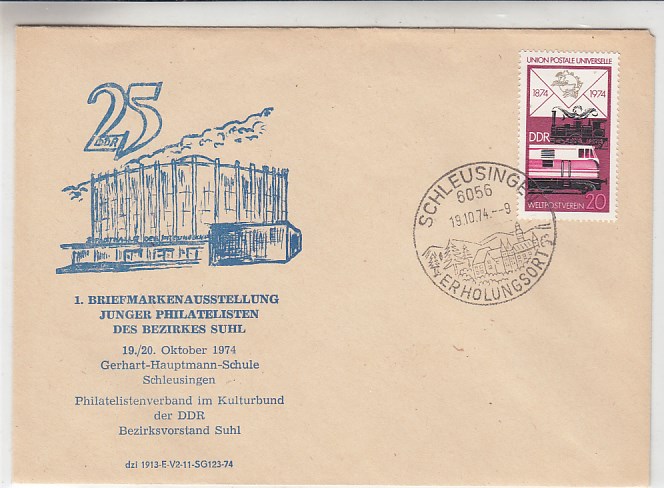 25
DDR
1. BRIEFMARKENAUSSTELLUNG
JUNGER PHILATELISTEN
DES BEZIRKES SUHL
19./20. Oktober 1974
Gerhart-Hauptmann-Schule
Schleusingen
Philatelistenverband im Kulturbund
der DDR
Bezirksvorstand Suhl
dzl 1913-E-V2-11-SG123-74
UNION POSTALE UNIVERSELLE
1874 1974
DDR
WELTPOSTVEREIN 20
SCHLEUSINGEN
6056
19.10.74.--9
ERHOLUNGSORT